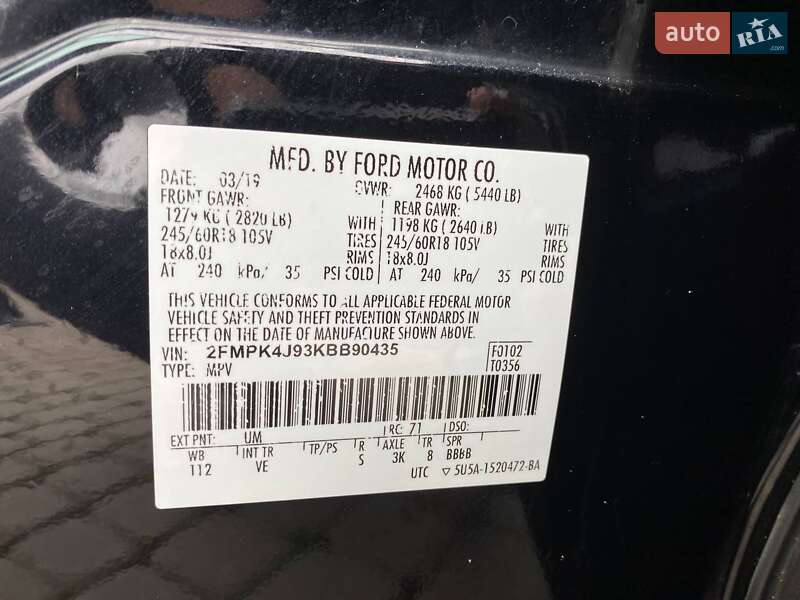 auto RIA .com
MFD. BY FORD MOTOR CO.
DATE: 03/19 GVWR: 2468 KG ( 5440 LB)
FRONT GAWR: REAR GAWR:
1279 KG ( 2820 LB) WITH 1198 KG ( 2640 LB) WITH
245/60R18 105V TIRES 245/60R18 105V TIRES
18x8.0J RIMS 18x8.0J RIMS
AT 240 kPa/ 35 PSI COLD AT 240 kPa/ 35 PSI COLD
THIS VEHICLE CONFORMS TO ALL APPLICABLE FEDERAL MOTOR
VEHICLE SAFETY AND THEFT PREVENTION STANDARDS IN
EFFECT ON THE DATE OF MANUFACTURE SHOWN ABOVE.
VIN: 2FMPK4J93KBB90435 F0102
TYPE: MPV T0356
EXT PNT: UM RC: 71 DSO:
WB INT TR TP/PS R AXLE TR SPR
112 VE S 3K 8 BBBB
UTC ▽ 5U5A-1520472-BA